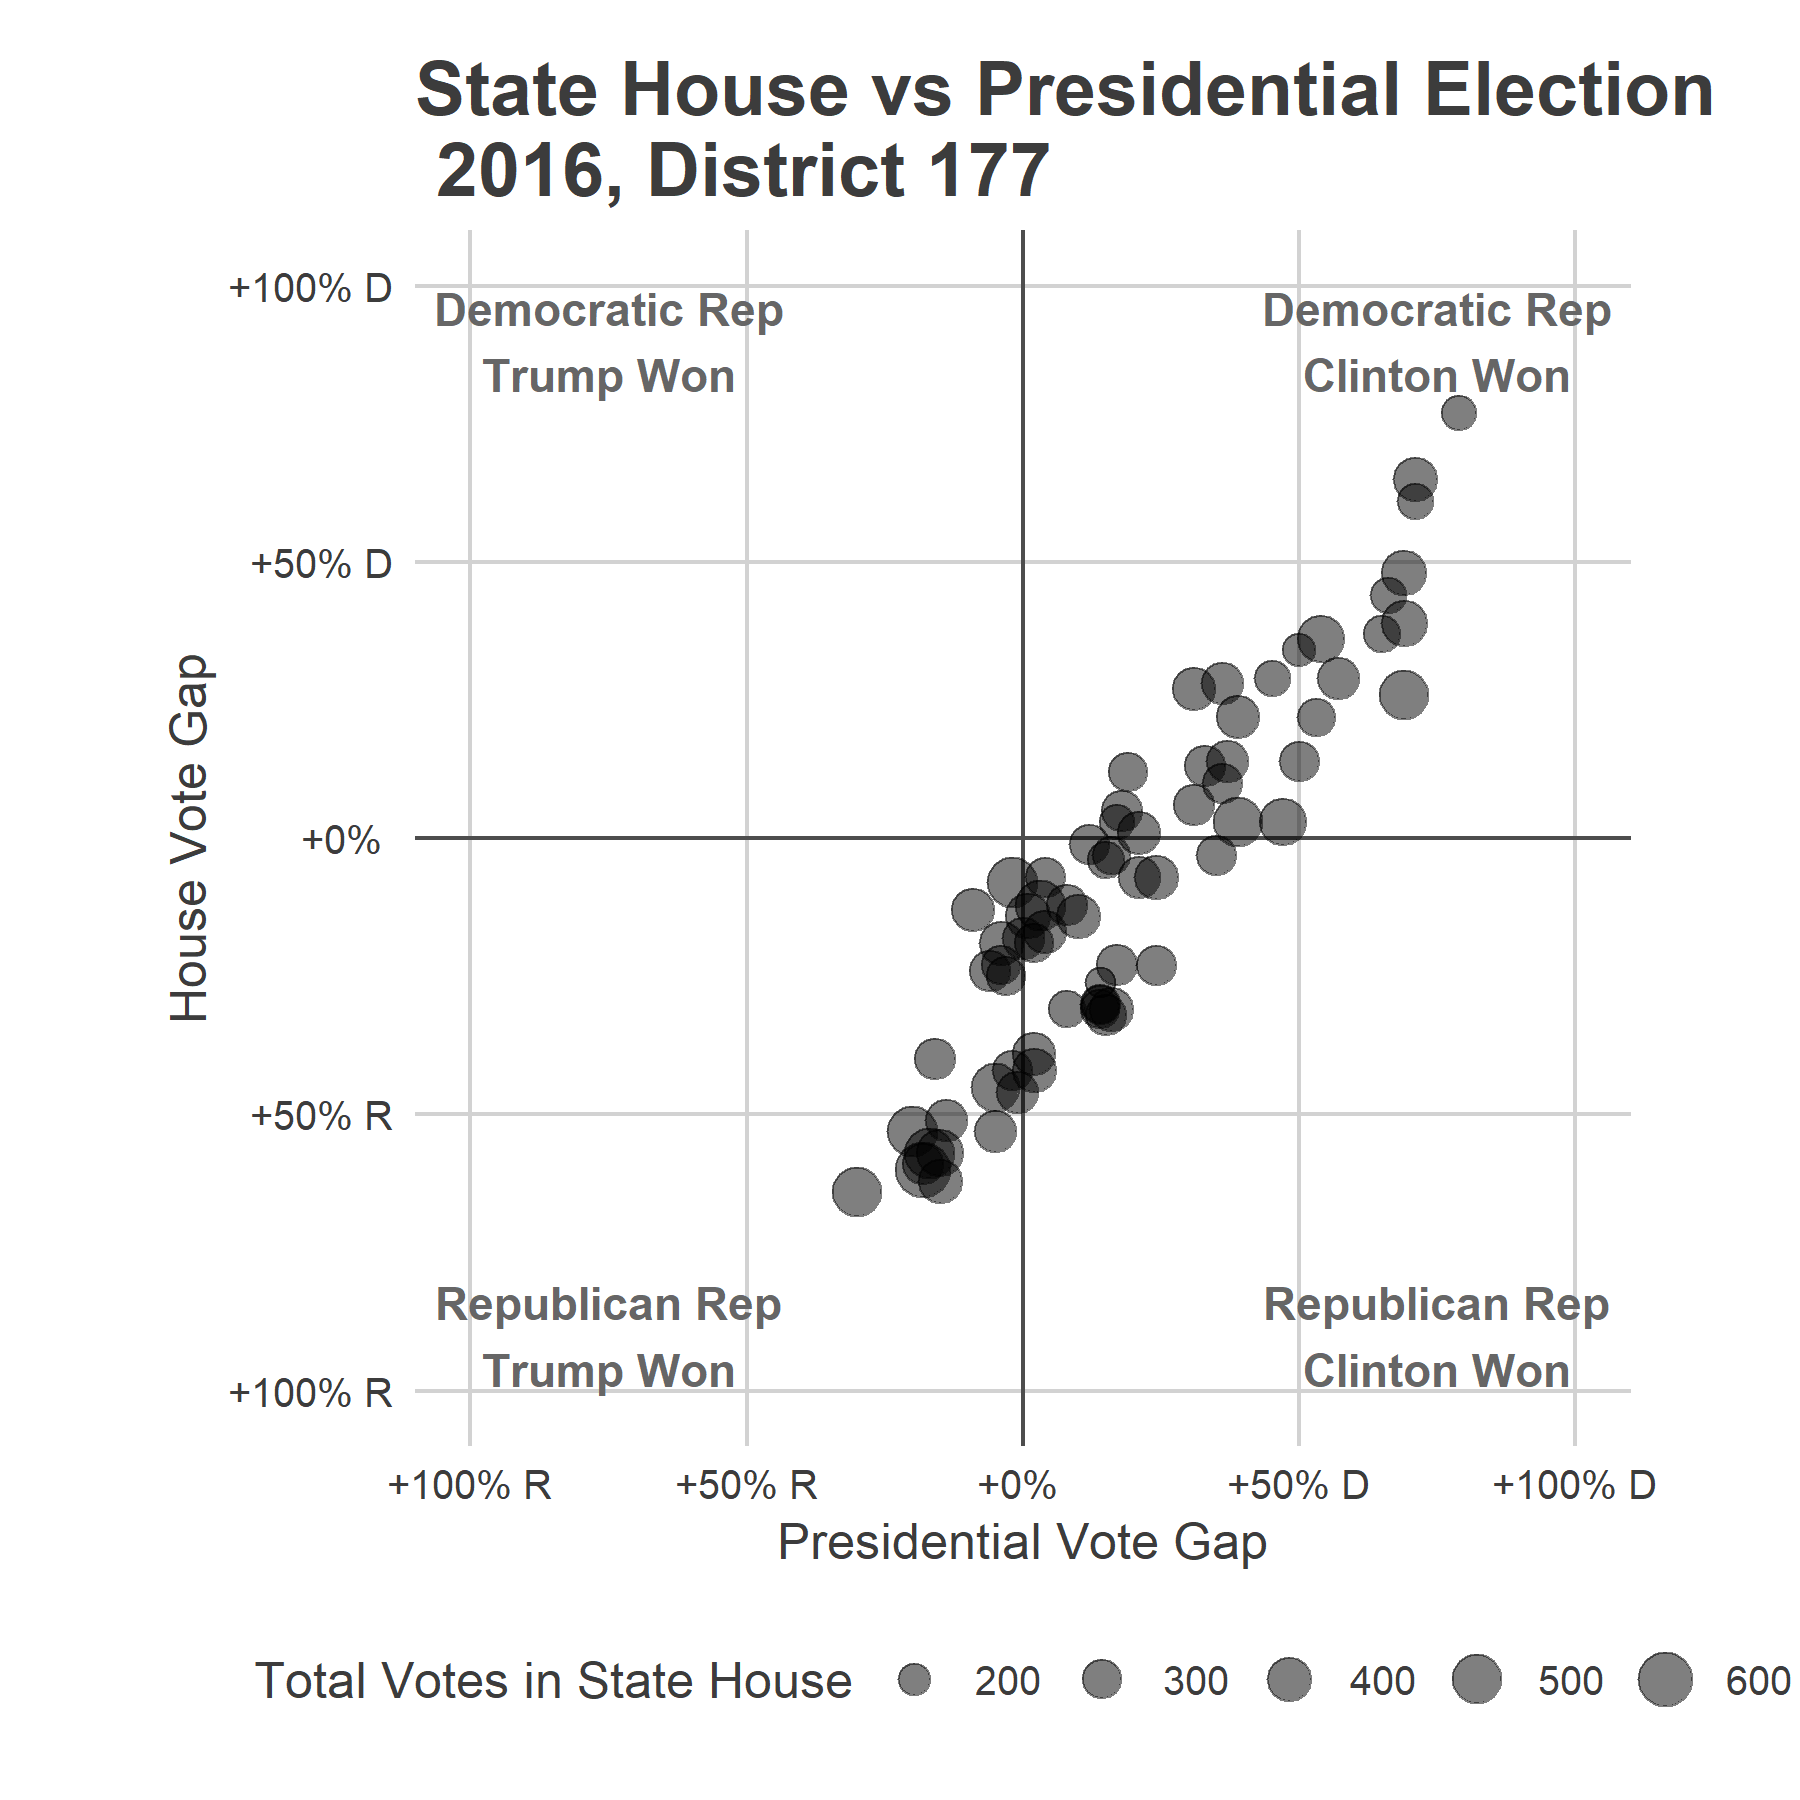 State House vs Presidential Election
2016, District 177
+100% D
Democratic Rep
Democratic Rep
Trump Won
Clinton Won
+50% D
House Vote Gap
+0%
+50% R
Republican Rep
Republican Rep
Trump Won
Clinton Won
+100% R
+100% R
+50% R
+0%
+50% D
+100% D
Presidential Vote Gap
Total Votes in State House
200
300
400
500
600